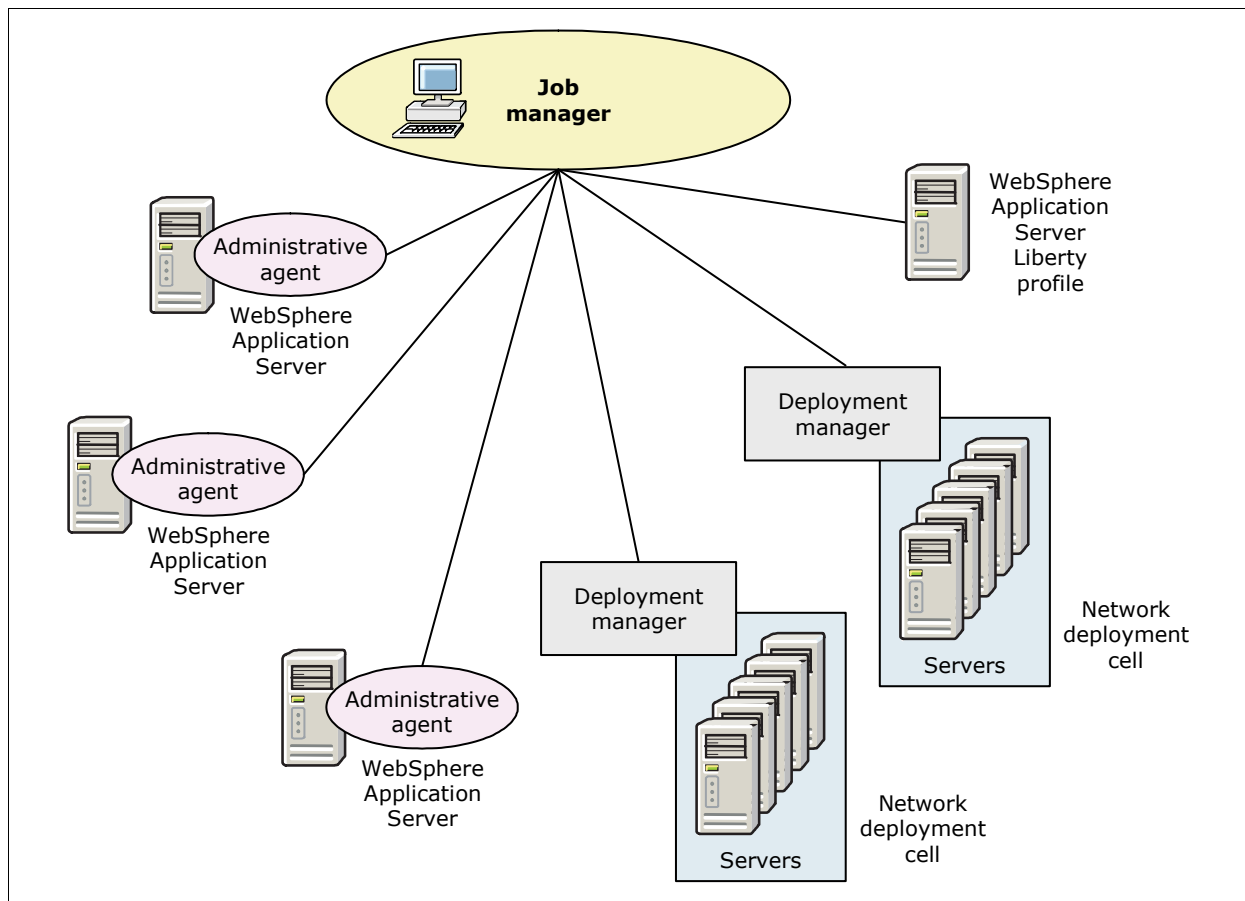 Job
manager
WebSphere
Application
Server
Liberty
profile
Administrative
agent
WebSphere
Application
Server
Deployment
manager
Administrative
agent
WebSphere
Application
Server
Deployment
manager
Network
deployment
cell
Servers
Administrative
agent
WebSphere
Application
Server
Network
deployment
cell
Servers